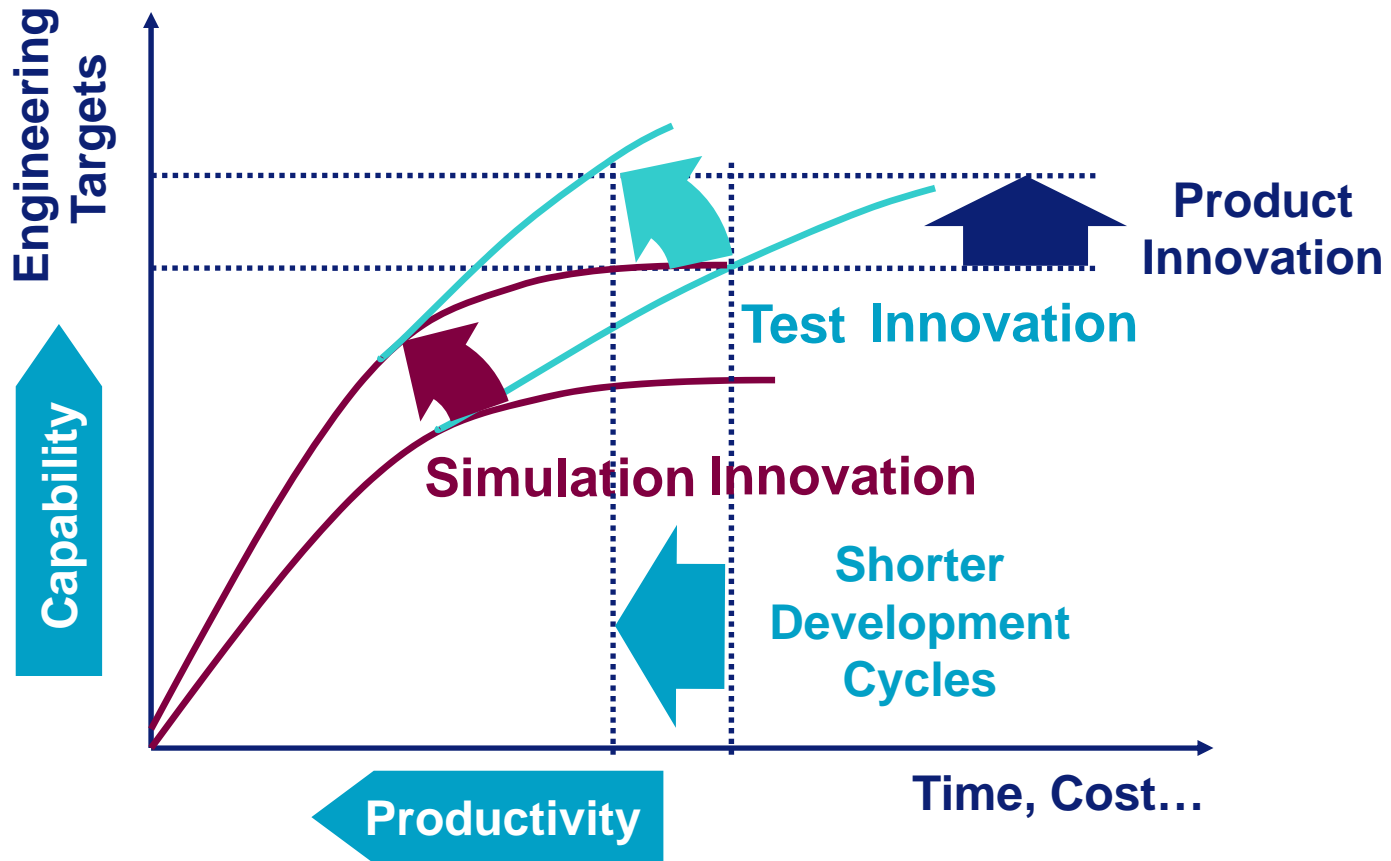 Engineering
Targets
Product
Innovation
Test Innovation
Capability
Simulation Innovation
Shorter
Development
Cycles
Time, Cost…
Productivity